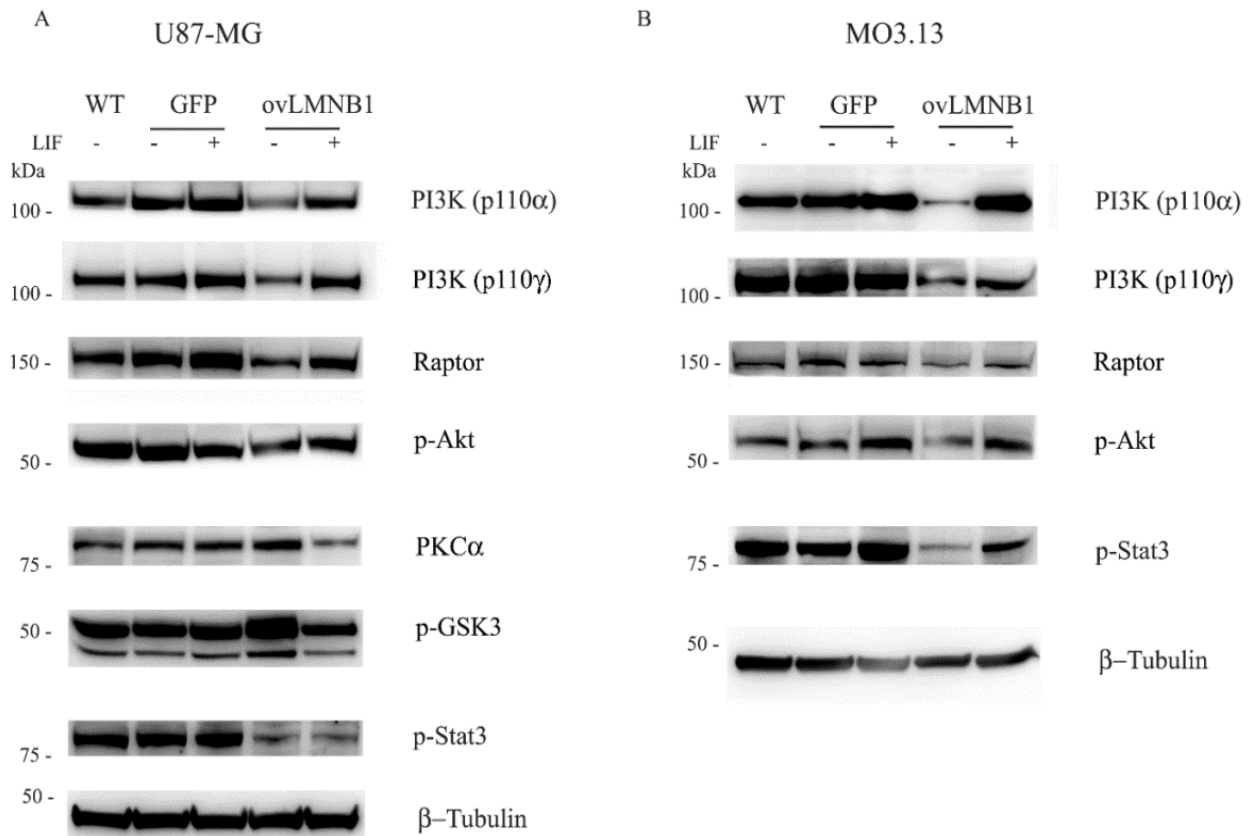 A
U87-MG
WT GFP ovLMNB1
LIF - - + - +
kDa
100 - PI3K (p110α)
100 - PI3K (p110γ)
150 - Raptor
50 - p-Akt
75 - PKCα
50 - p-GSK3
75 - p-Stat3
50 - β–Tubulin
B
MO3.13
WT GFP ovLMNB1
LIF - - + - +
kDa
100 - PI3K (p110α)
100 - PI3K (p110γ)
150 - Raptor
50 - p-Akt
75 - p-Stat3
50 - β–Tubulin